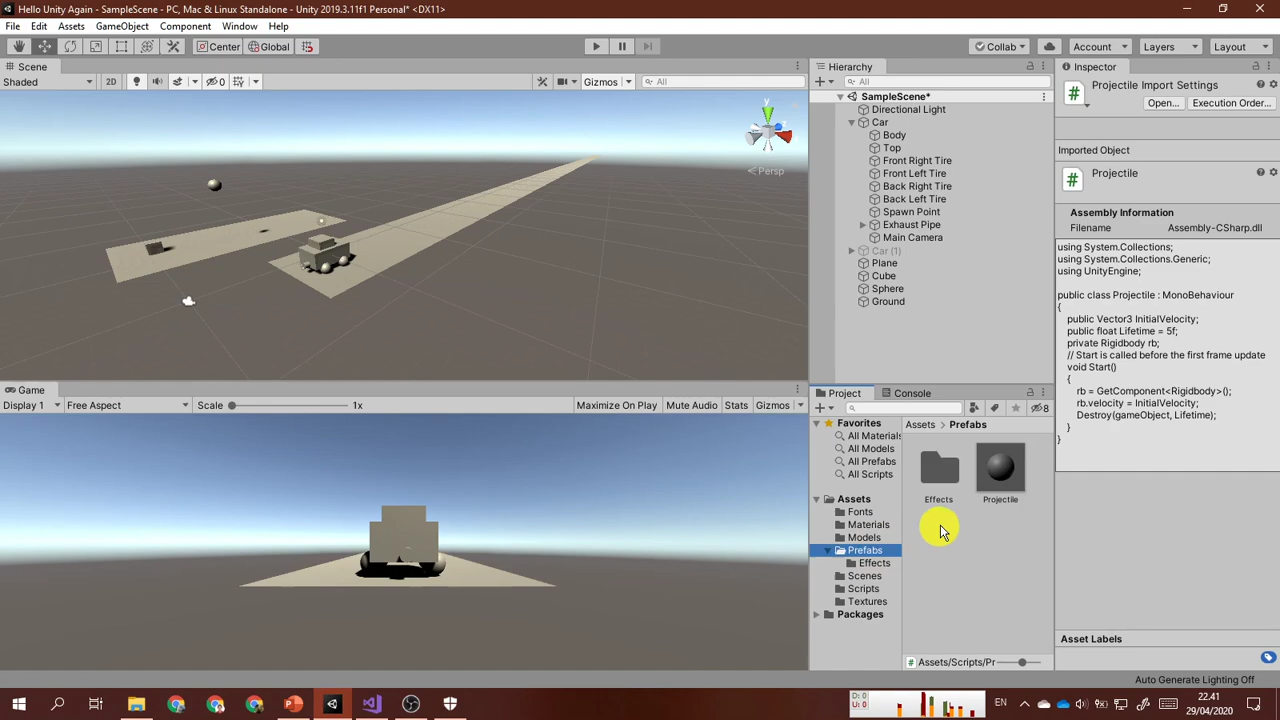 Hello Unity Again - SampleScene - PC, Mac & Linux Standalone - Unity 2019.3.11f1 Personal* <DX11>
File Edit Assets GameObject Component Window Help
Center Global Collab Account Layers Layout
Scene
Shaded 2D 0 Gizmos All
y
Persp
Game
Display 1 Free Aspect Scale 1x Maximize On Play Mute Audio Stats Gizmos
Hierarchy
All
SampleScene*
Directional Light
Car
Body
Top
Front Right Tire
Front Left Tire
Back Right Tire
Back Left Tire
Spawn Point
Exhaust Pipe
Main Camera
Car (1)
Plane
Cube
Sphere
Ground
Project Console
8
Favorites
All Materials
All Models
All Prefabs
All Scripts
Assets
Fonts
Materials
Models
Prefabs
Effects
Scenes
Scripts
Textures
Packages
Assets > Prefabs
Effects
Projectile
Assets/Scripts/Pr
Inspector
Projectile Import Settings
Open... Execution Order...
Imported Object
Projectile
Assembly Information
Filename Assembly-CSharp.dll
using System.Collections;
using System.Collections.Generic;
using UnityEngine;
public class Projectile : MonoBehaviour
{
public Vector3 InitialVelocity;
public float Lifetime = 5f;
private Rigidbody rb;
// Start is called before the first frame update
void Start()
{
rb = GetComponent<Rigidbody>();
rb.velocity = InitialVelocity;
Destroy(gameObject, Lifetime);
}
}
Asset Labels
Auto Generate Lighting Off
D: 0
M: 0
22.41
29/04/2020